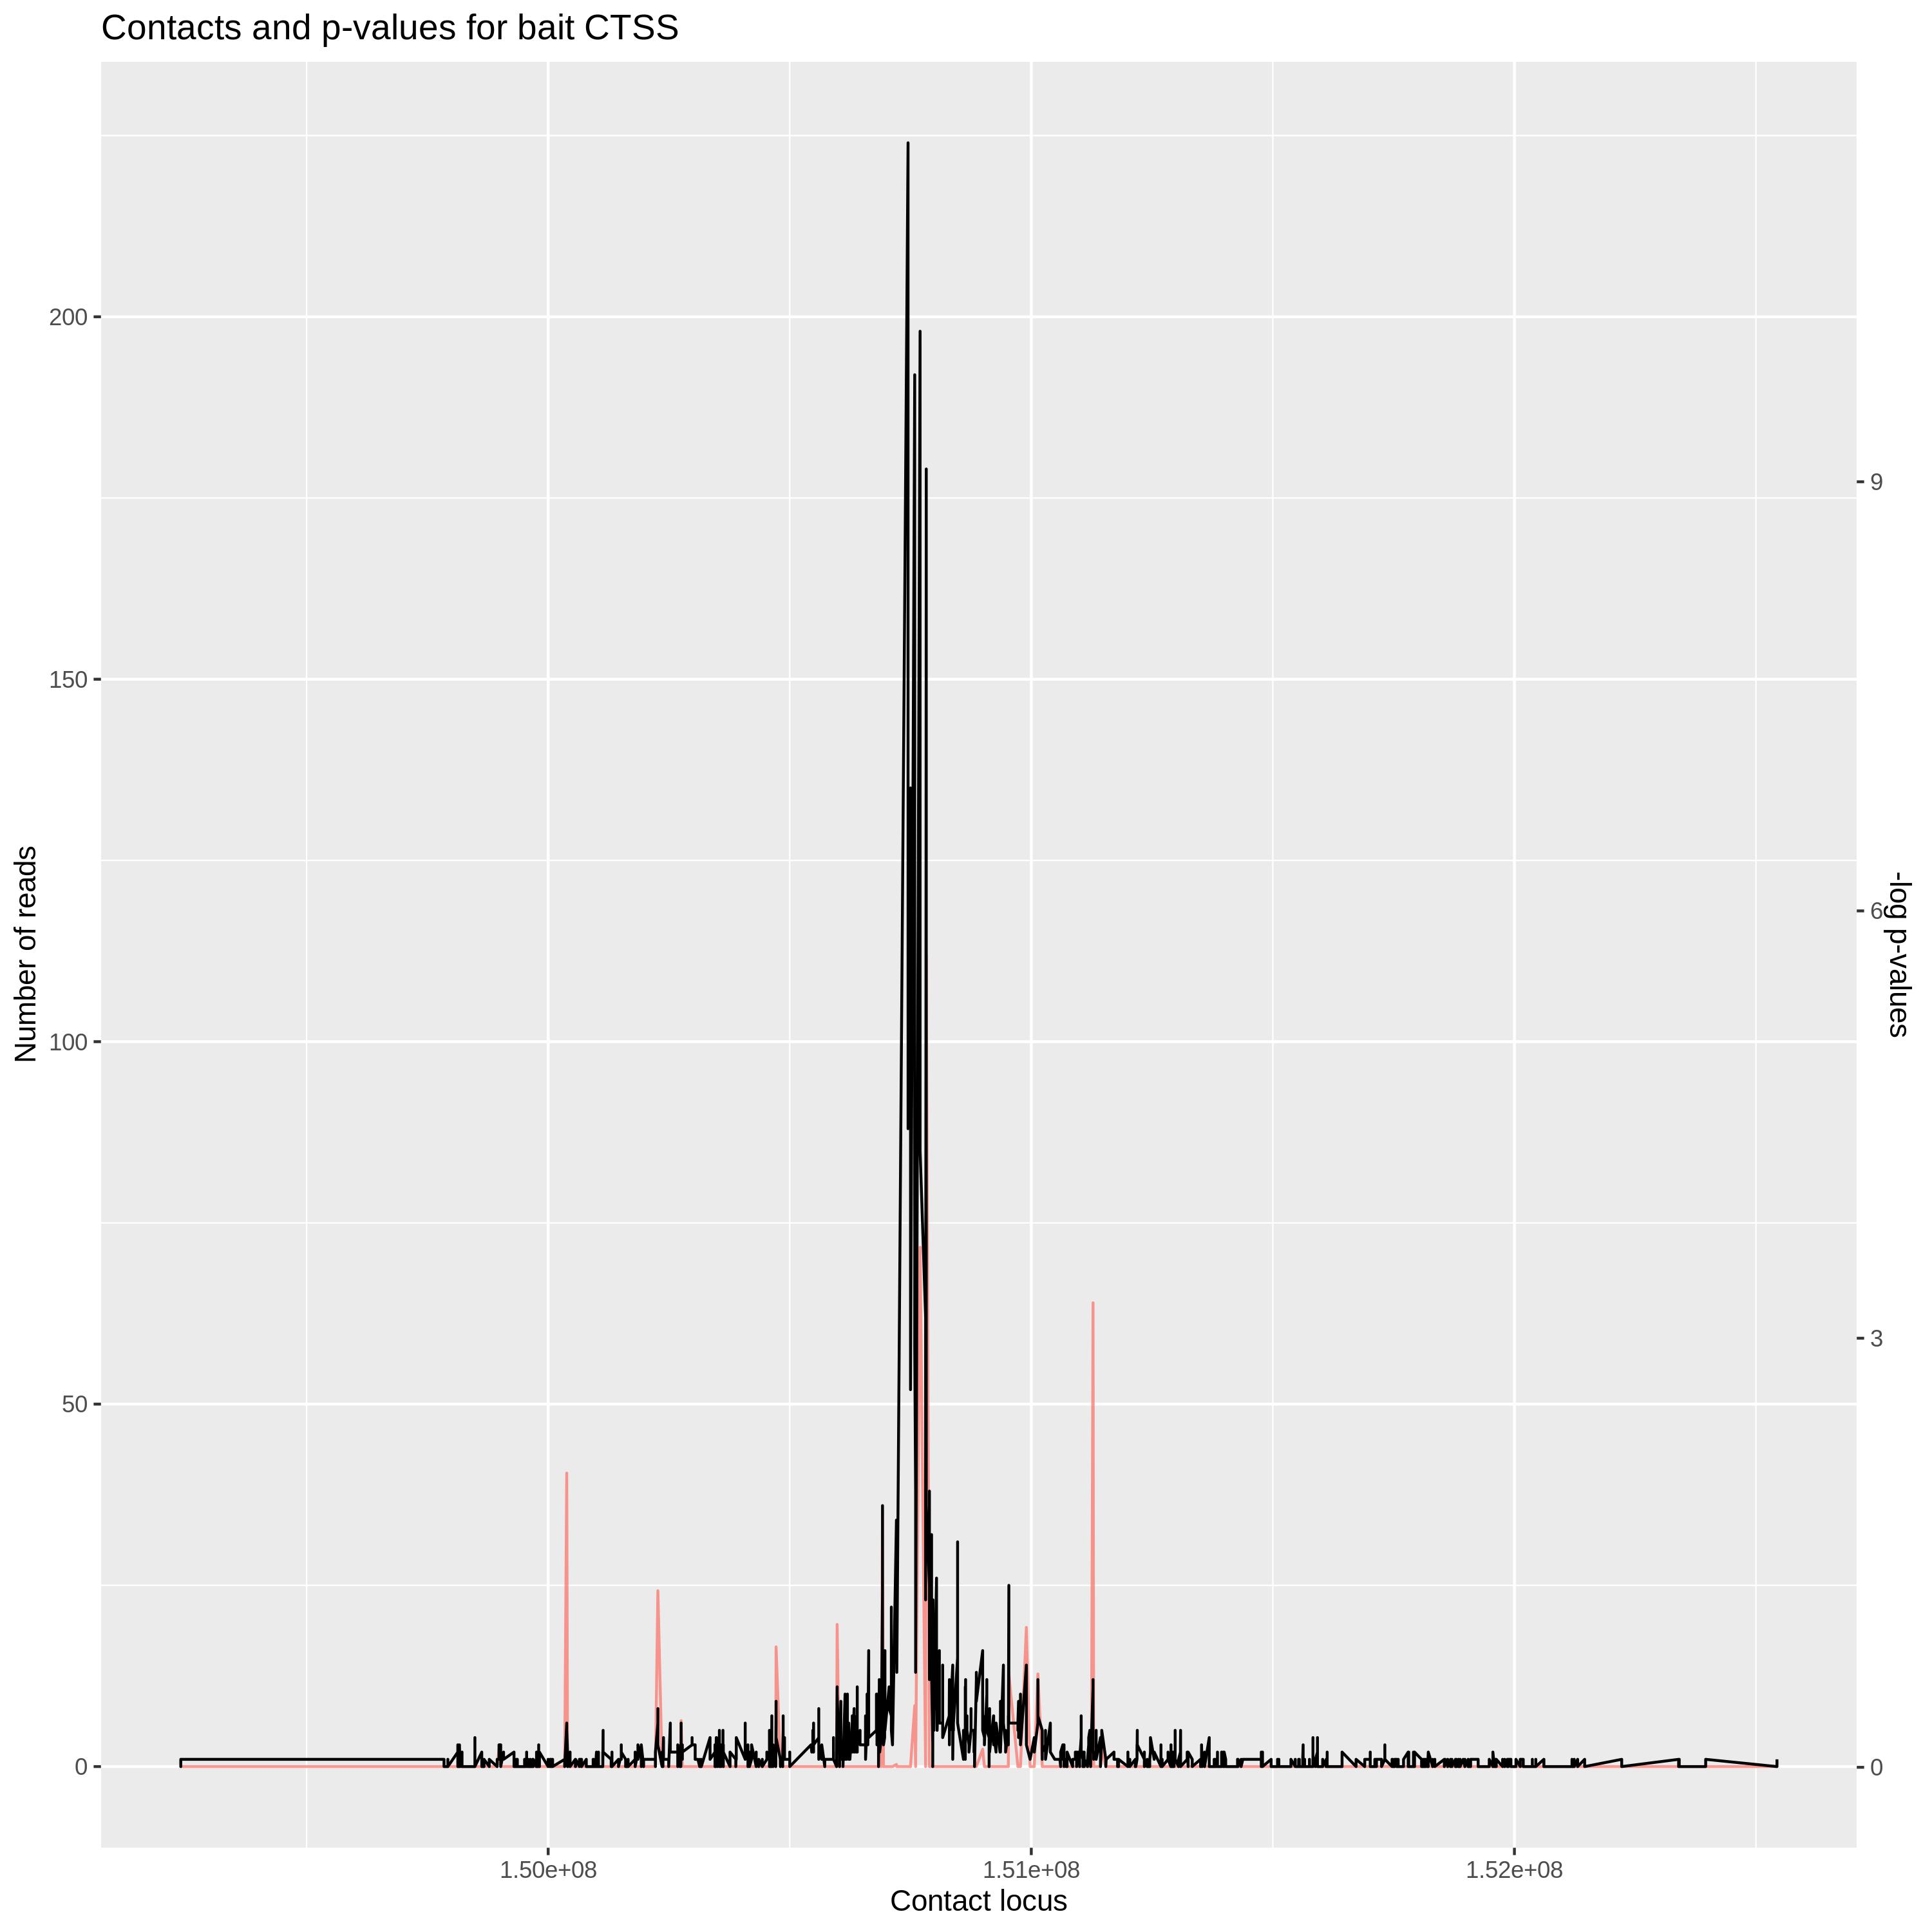 Contacts and p-values for bait CTSS
Number of reads
200
150
100
50
0
9
6
3
0
-log p-values
1.50e+08
1.51e+08
1.52e+08
Contact locus